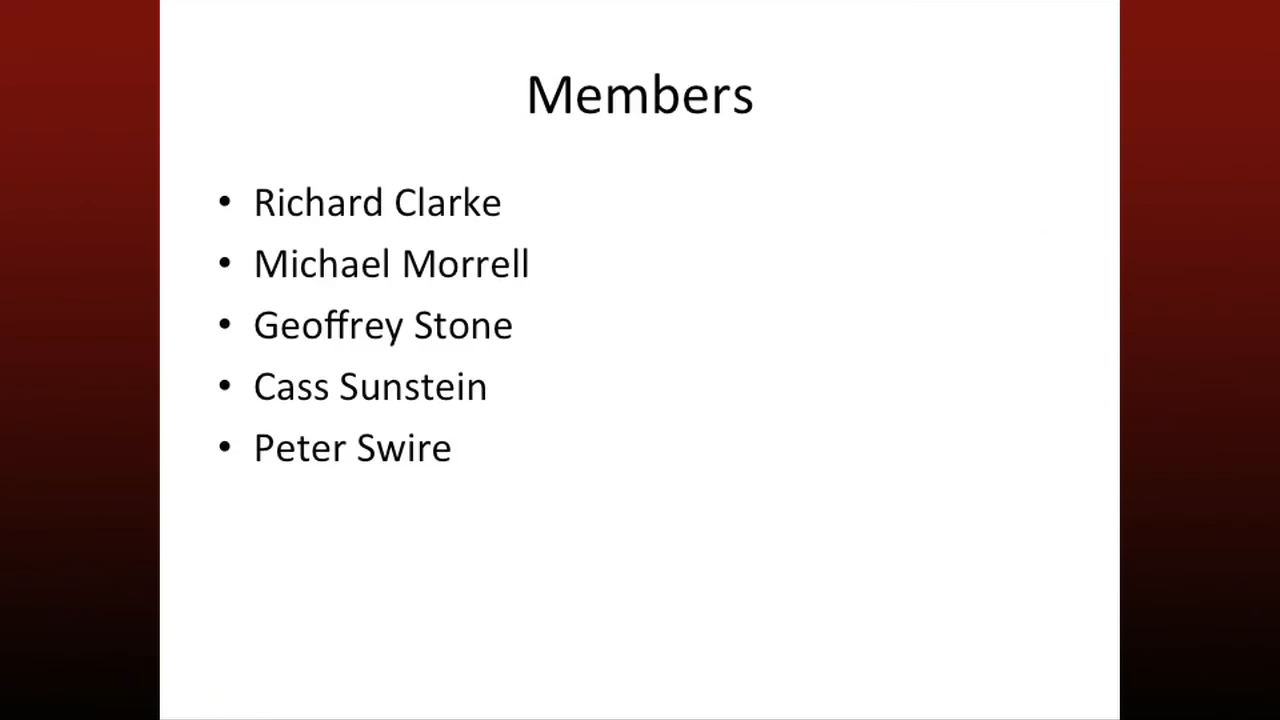 Members
• Richard Clarke
• Michael Morrell
• Geoffrey Stone
• Cass Sunstein
• Peter Swire